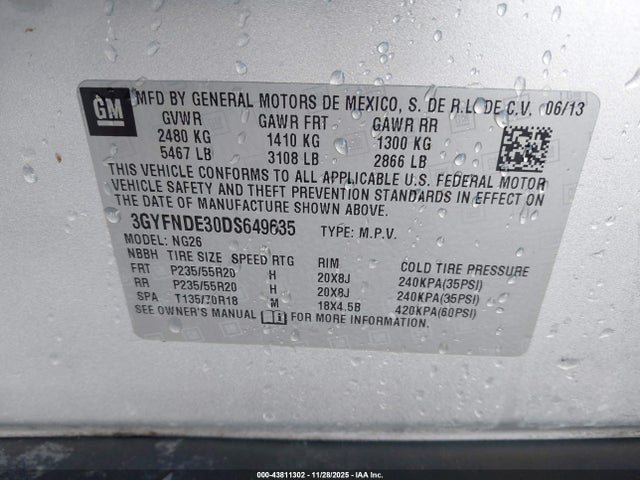 GM
MFD BY GENERAL MOTORS DE MEXICO, S. DE R.L. DE C.V. 06/13
GVWR GAWR FRT GAWR RR
2480 KG 1410 KG 1300 KG
5467 LB 3108 LB 2866 LB
THIS VEHICLE CONFORMS TO ALL APPLICABLE U.S. FEDERAL MOTOR
VEHICLE SAFETY AND THEFT PREVENTION STANDARDS IN EFFECT ON
THE DATE OF MANUFACTURE SHOWN ABOVE.
3GYFNDE30DS649635 TYPE: M.P.V.
MODEL: NG26
NBBH TIRE SIZE SPEED RTG RIM COLD TIRE PRESSURE
FRT P235/55R20 H 20X8J 240KPA(35PSI)
RR P235/55R20 H 20X8J 240KPA(35PSI)
SPA T135/70R18 M 18X4.5B 420KPA(60PSI)
SEE OWNER'S MANUAL FOR MORE INFORMATION.
000-43811302 | 11/28/2025 | IAA Inc.